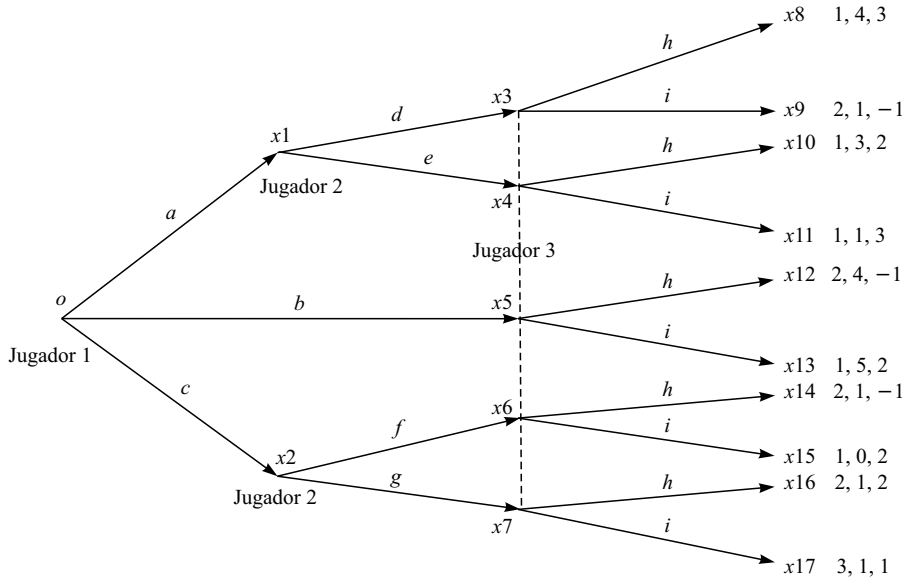 x8 1, 4, 3
h
x3
i
x9 2, 1, −1
d
x1
h
x10 1, 3, 2
e
Jugador 2
x4
i
a
x11 1, 1, 3
Jugador 3
h
x12 2, 4, −1
o
b
x5
i
Jugador 1
x13 1, 5, 2
c
h
x14 2, 1, −1
x6
f
i
x2
x15 1, 0, 2
g
h
x16 2, 1, 2
Jugador 2
x7
i
x17 3, 1, 1